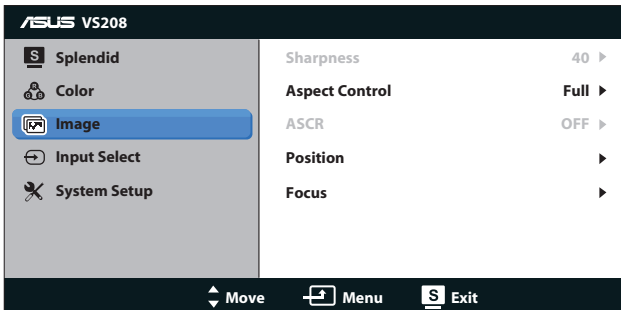 ASUS VS208
S Splendid
Color
Image
Input Select
System Setup
Sharpness 40
Aspect Control Full
ASCR OFF
Position
Focus
Move Menu S Exit